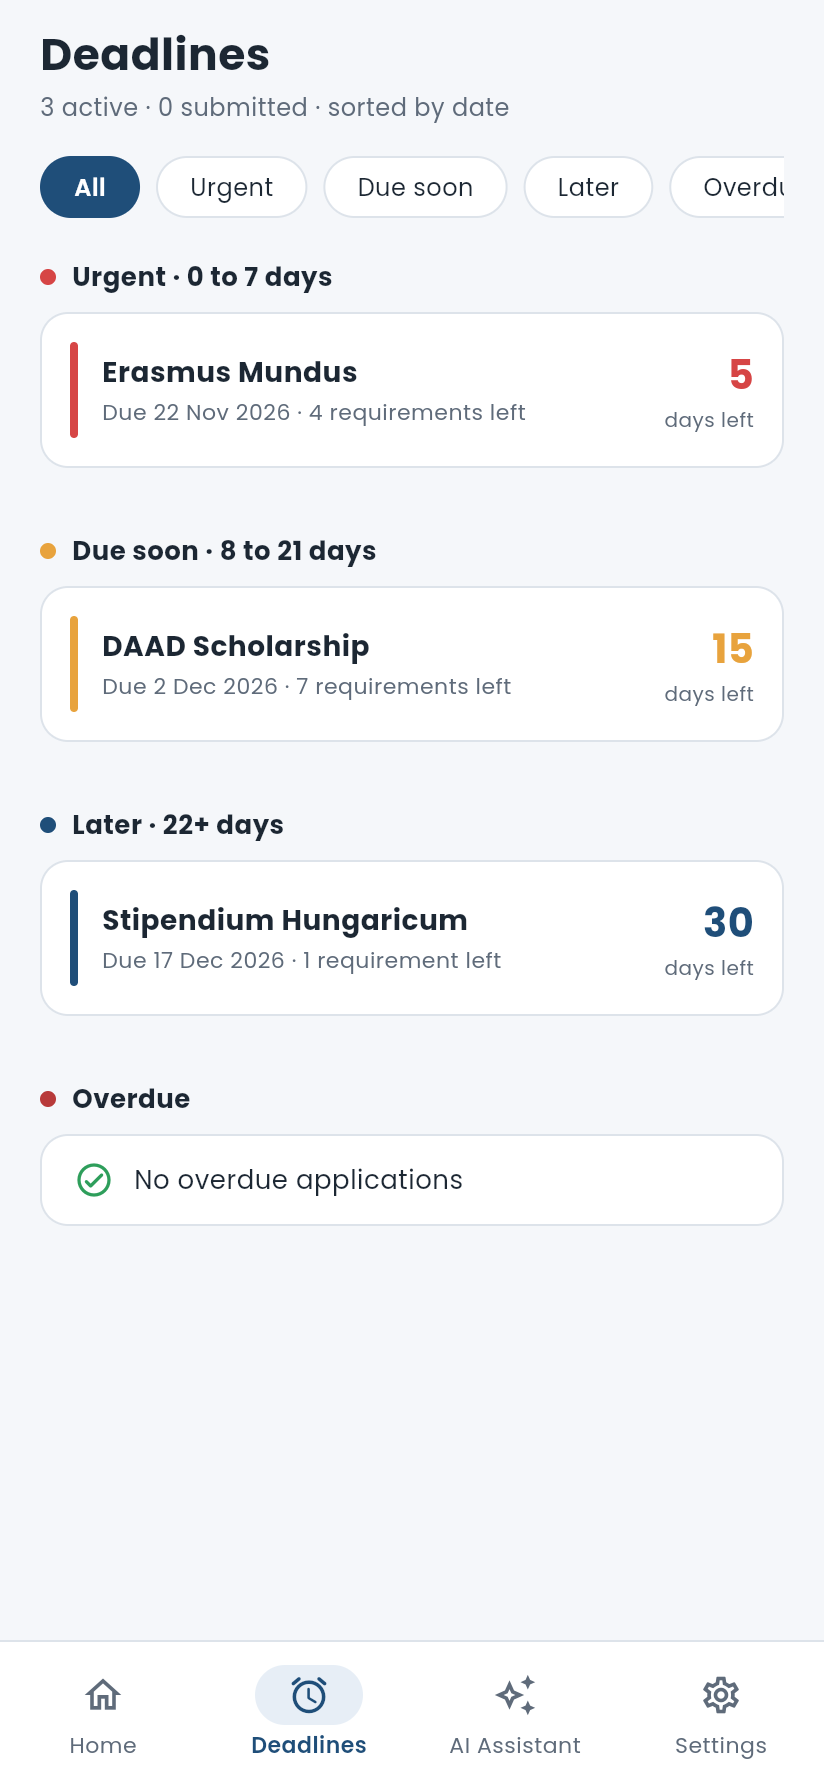 Deadlines
3 active · 0 submitted · sorted by date
All
Urgent
Due soon
Later
Overdu
Urgent · 0 to 7 days
Erasmus Mundus
Due 22 Nov 2026 · 4 requirements left
5
days left
Due soon · 8 to 21 days
DAAD Scholarship
Due 2 Dec 2026 · 7 requirements left
15
days left
Later · 22+ days
Stipendium Hungaricum
Due 17 Dec 2026 · 1 requirement left
30
days left
Overdue
No overdue applications
Home
Deadlines
AI Assistant
Settings